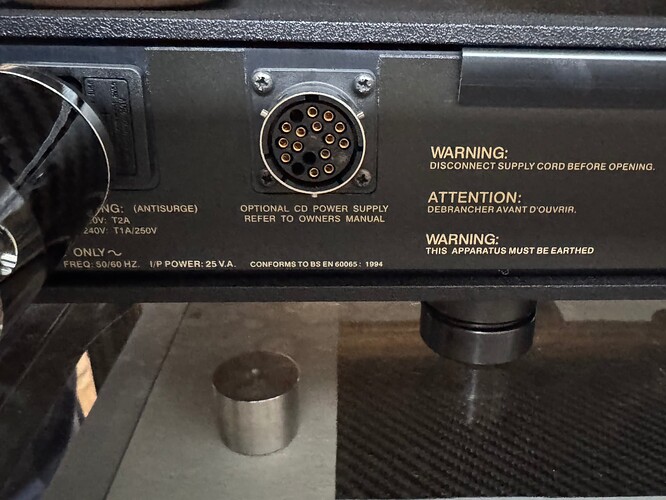 NG: (ANTISURGE)
0V: T2A
240V: T1A/250V
ONLY~
FREQ: 50/60 HZ. I/P POWER: 25 V.A. CONFORMS TO BS EN 60065: 1994
OPTIONAL CD POWER SUPPLY
REFER TO OWNERS MANUAL
WARNING:
DISCONNECT SUPPLY CORD BEFORE OPENING.
ATTENTION:
DEBRANCHER AVANT D'OUVRIR.
WARNING:
THIS APPARATUS MUST BE EARTHED